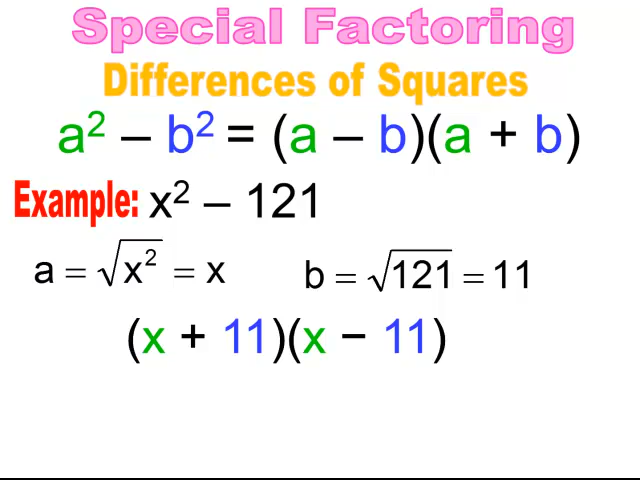 Special Factoring
Differences of Squares
a² – b² = (a – b)(a + b)
Example: x² – 121
a = √x² = x b = √121 = 11
(x + 11)(x − 11)